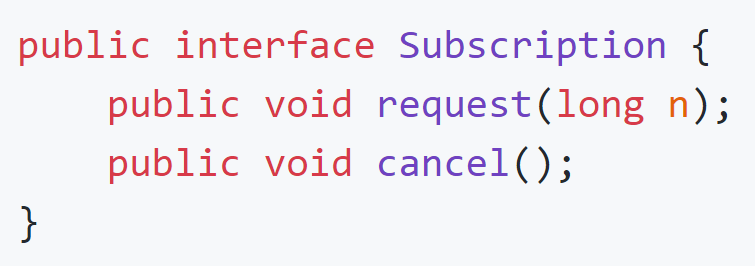 public interface Subscription {
    public void request(long n);
    public void cancel();
}